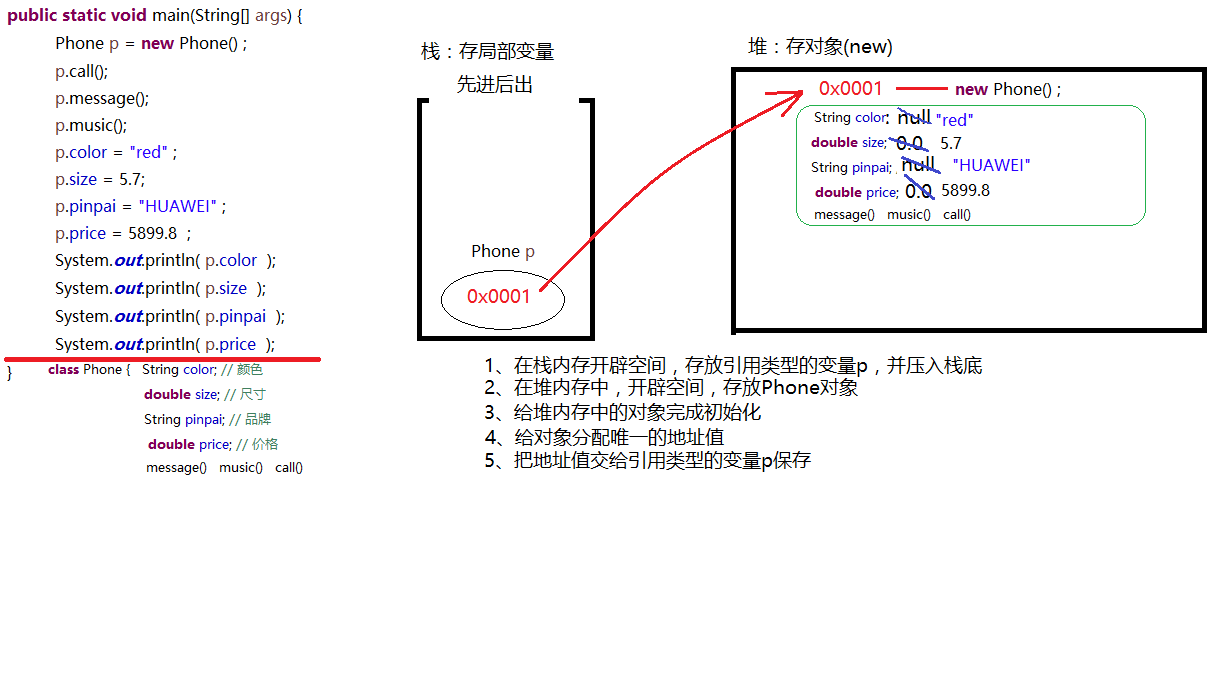 public static void main(String[] args) {
Phone p = new Phone() ;
p.call();
p.message();
p.music();
p.color = "red" ;
p.size = 5.7;
p.pinpai = "HUAWEI" ;
p.price = 5899.8 ;
System.out.println( p.color );
System.out.println( p.size );
System.out.println( p.pinpai );
System.out.println( p.price );
}
class Phone { String color; // 颜色
double size; // 尺寸
String pinpai; // 品牌
double price; // 价格
message() music() call()
栈：存局部变量
先进后出
Phone p
0x0001
堆：存对象(new)
0x0001 new Phone() ;
String color: null "red"
double size; 0.0 5.7
String pinpai; null "HUAWEI"
double price; 0.0 5899.8
message() music() call()
1、在栈内存开辟空间，存放引用类型的变量p，并压入栈底
2、在堆内存中，开辟空间，存放Phone对象
3、给堆内存中的对象完成初始化
4、给对象分配唯一的地址值
5、把地址值交给引用类型的变量p保存